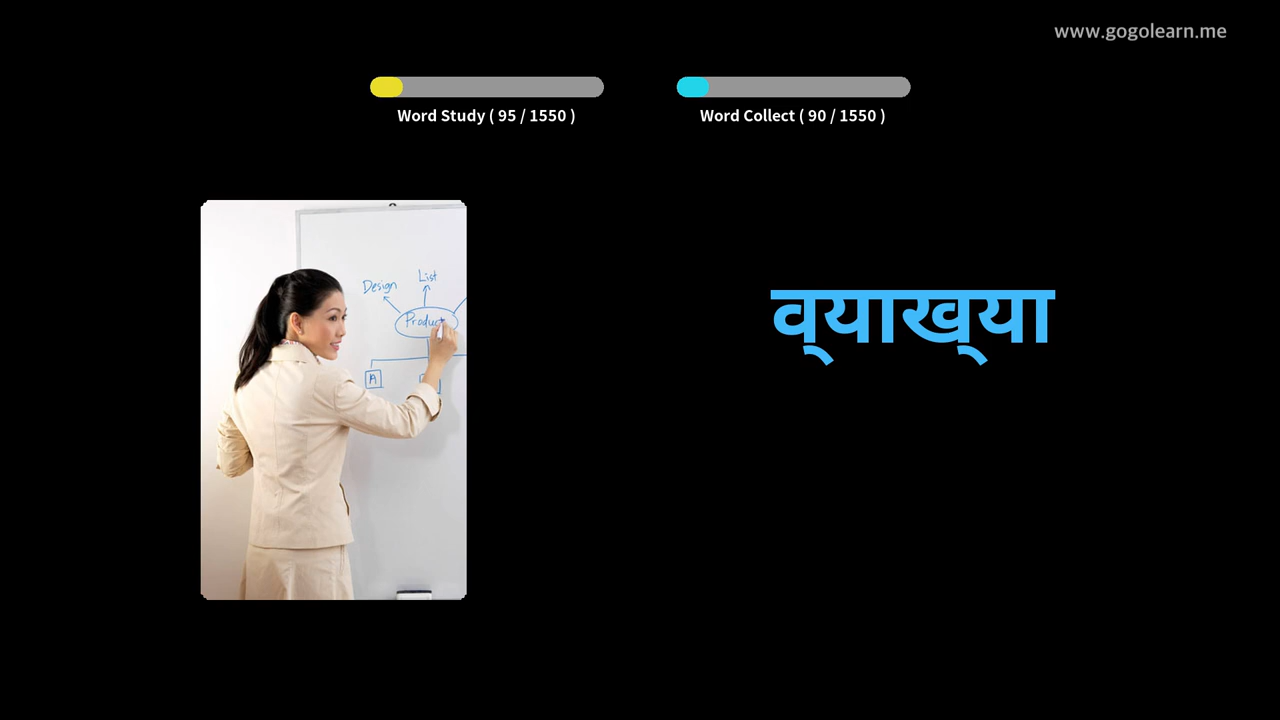 www.gogolearn.me
Word Study ( 95 / 1550 )
Word Collect ( 90 / 1550 )
List
Design
Product
A
व्याख्या